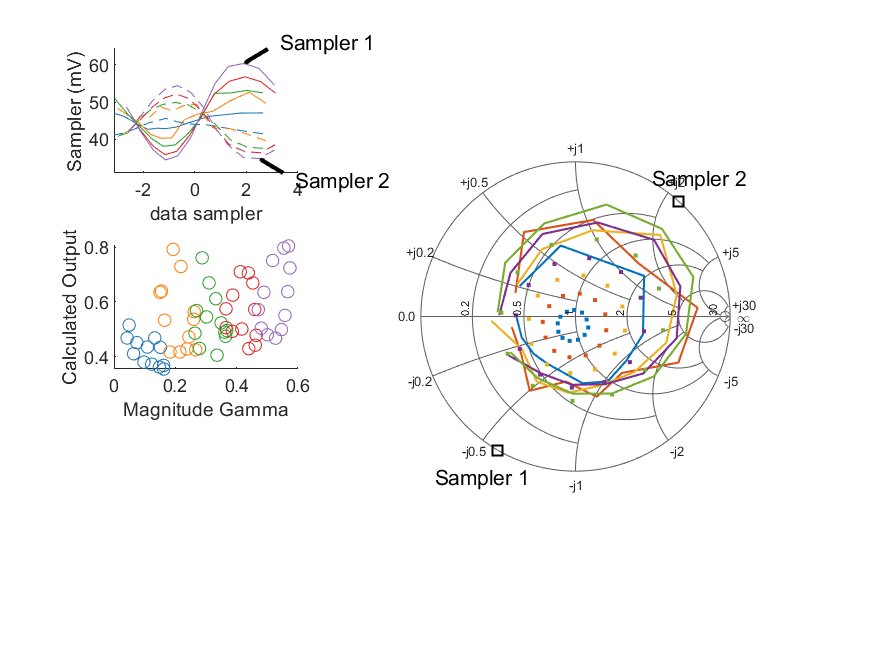 Sampler 1
Sampler (mV)
60
50
40
-2
0
2
4
data sampler
Sampler 2
Calculated Output
0.8
0.6
0.4
0
0.2
0.4
0.6
Magnitude Gamma
+j1
+j0.5
+j2
Sampler 2
+j0.2
+j5
0.0
0.2
0.5
1
2
5
30
+j30
∞
-j30
-j0.2
-j5
-j0.5
-j2
Sampler 1
-j1